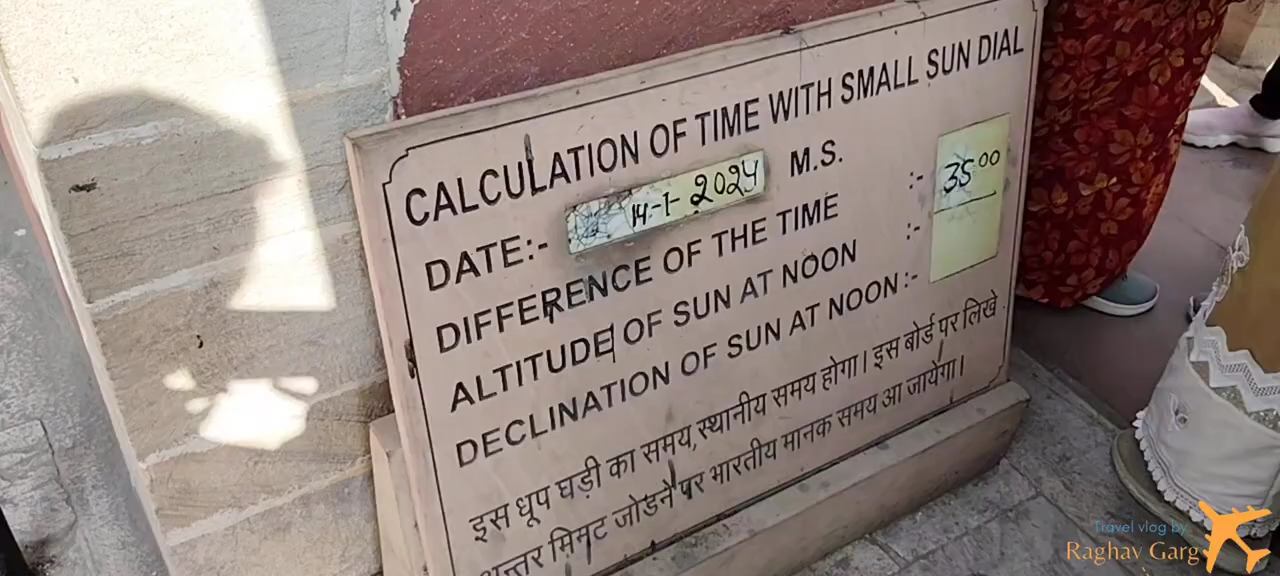 CALCULATION OF TIME WITH SMALL SUN DIAL
DATE:- 14-1-2024 M.S.
DIFFERENCE OF THE TIME :- 35 00
ALTITUDE OF SUN AT NOON :-
DECLINATION OF SUN AT NOON :-
इस धूप घड़ी का समय, स्थानीय समय होगा। इस बोर्ड पर लिखे
अन्तर मिमट जोडने पर भारतीय मानक समय आ जायेगा।
Travel vlog by
Raghav Garg